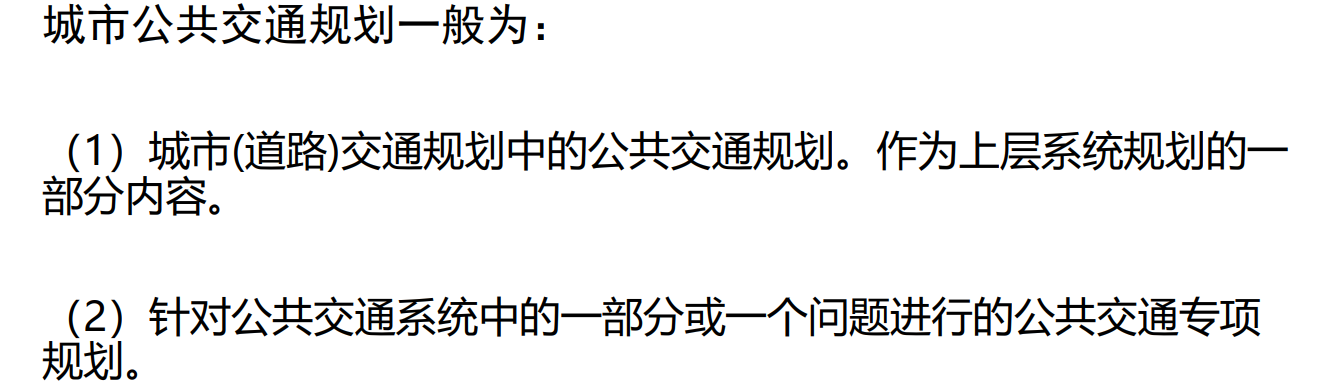 城市公共交通规划一般为：
（1）城市(道路)交通规划中的公共交通规划。作为上层系统规划的一
部分内容。
（2）针对公共交通系统中的一部分或一个问题进行的公共交通专项
规划。